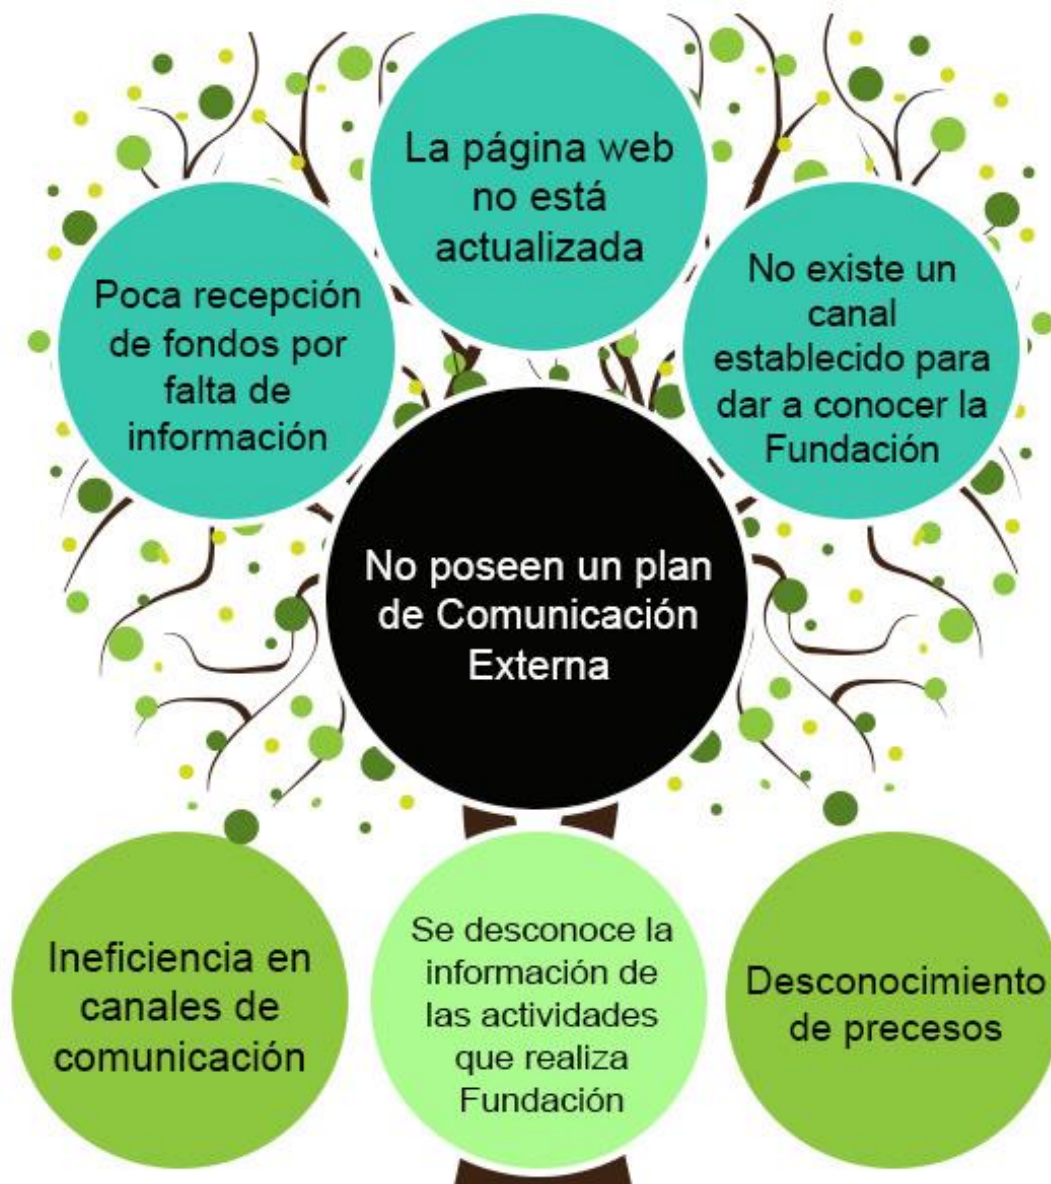 La página web
no está
actualizada
Poca recepción
de fondos por
falta de
información
No existe un
canal
establecido para
dar a conocer la
Fundación
No poseen un plan
de Comunicación
Externa
Ineficiencia en
canales de
comunicación
Se desconoce la
información de
las actividades
que realiza
Fundación
Desconocimiento
de precesos